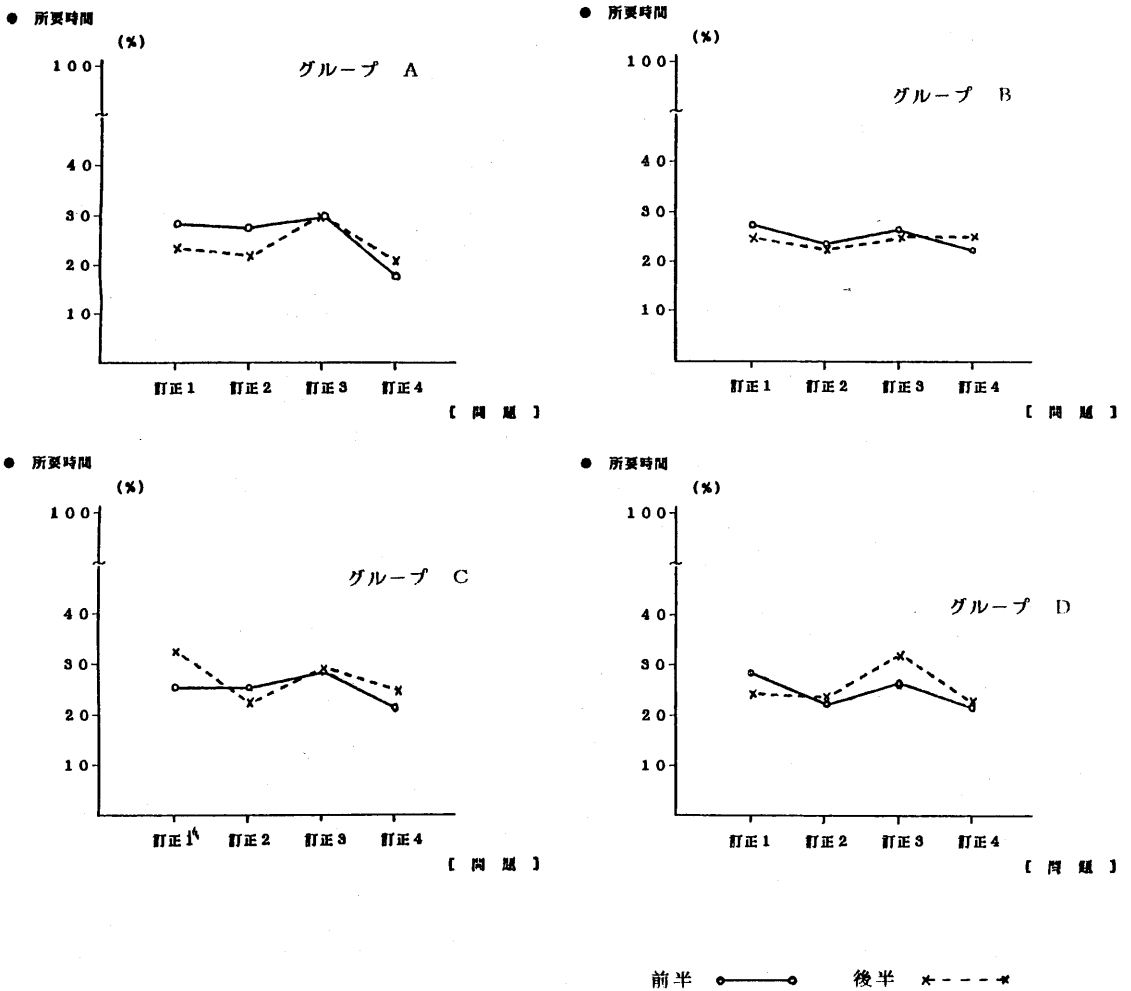 ● 所要時間
(%)
グループ A
100
40
30
20
10
訂正1 訂正2 訂正3 訂正4
[ 問 題 ]
● 所要時間
(%)
グループ B
100
40
30
20
10
訂正1 訂正2 訂正3 訂正4
[ 問 題 ]
● 所要時間
(%)
グループ C
100
40
30
20
10
訂正1 訂正2 訂正3 訂正4
[ 問 題 ]
● 所要時間
(%)
グループ D
100
40
30
20
10
訂正1 訂正2 訂正3 訂正4
[ 問 題 ]
前半 後半